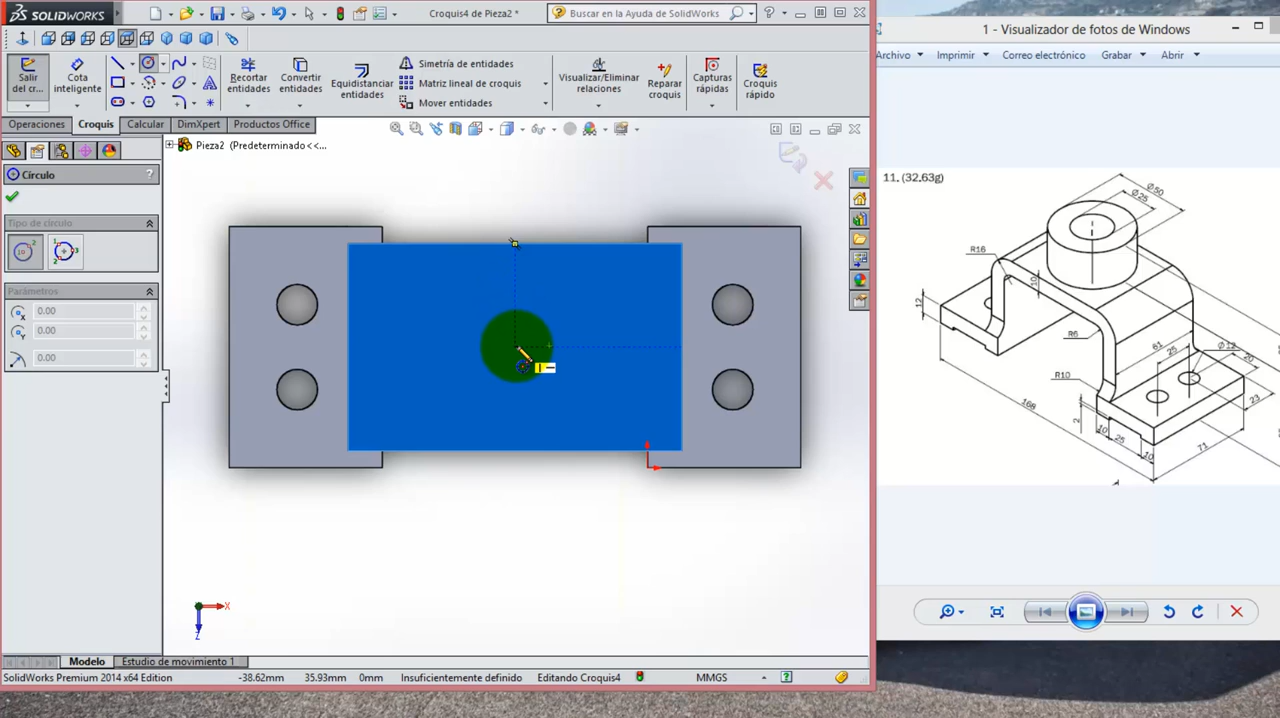 SOLIDWORKS
Croquis4 de Pieza2 *
Buscar en la Ayuda de SolidWorks
Salir
del cr...
Cota
inteligente
Recortar
entidades
Convertir
entidades
Equidistanciar
entidades
Simetría de entidades
Matriz lineal de croquis
Mover entidades
Visualizar/Eliminar
relaciones
Reparar
croquis
Capturas
rápidas
Croquis
rápido
Operaciones
Croquis
Calcular
DimXpert
Productos Office
Pieza2 (Predeterminado<<...
Círculo
?
Tipo de círculo
Parámetros
0.00
0.00
0.00
X
Z
Modelo
Estudio de movimiento 1
SolidWorks Premium 2014 x64 Edition
-38.62mm
35.93mm
0mm
Insuficientemente definido
Editando Croquis4
MMGS
1 - Visualizador de fotos de Windows
Archivo
Imprimir
Correo electrónico
Grabar
Abrir
11. (32.63g)
Ø50
Ø25
R16
10
12
R6
61
25
Ø12
20
R10
168
2
23
10
25
10
71